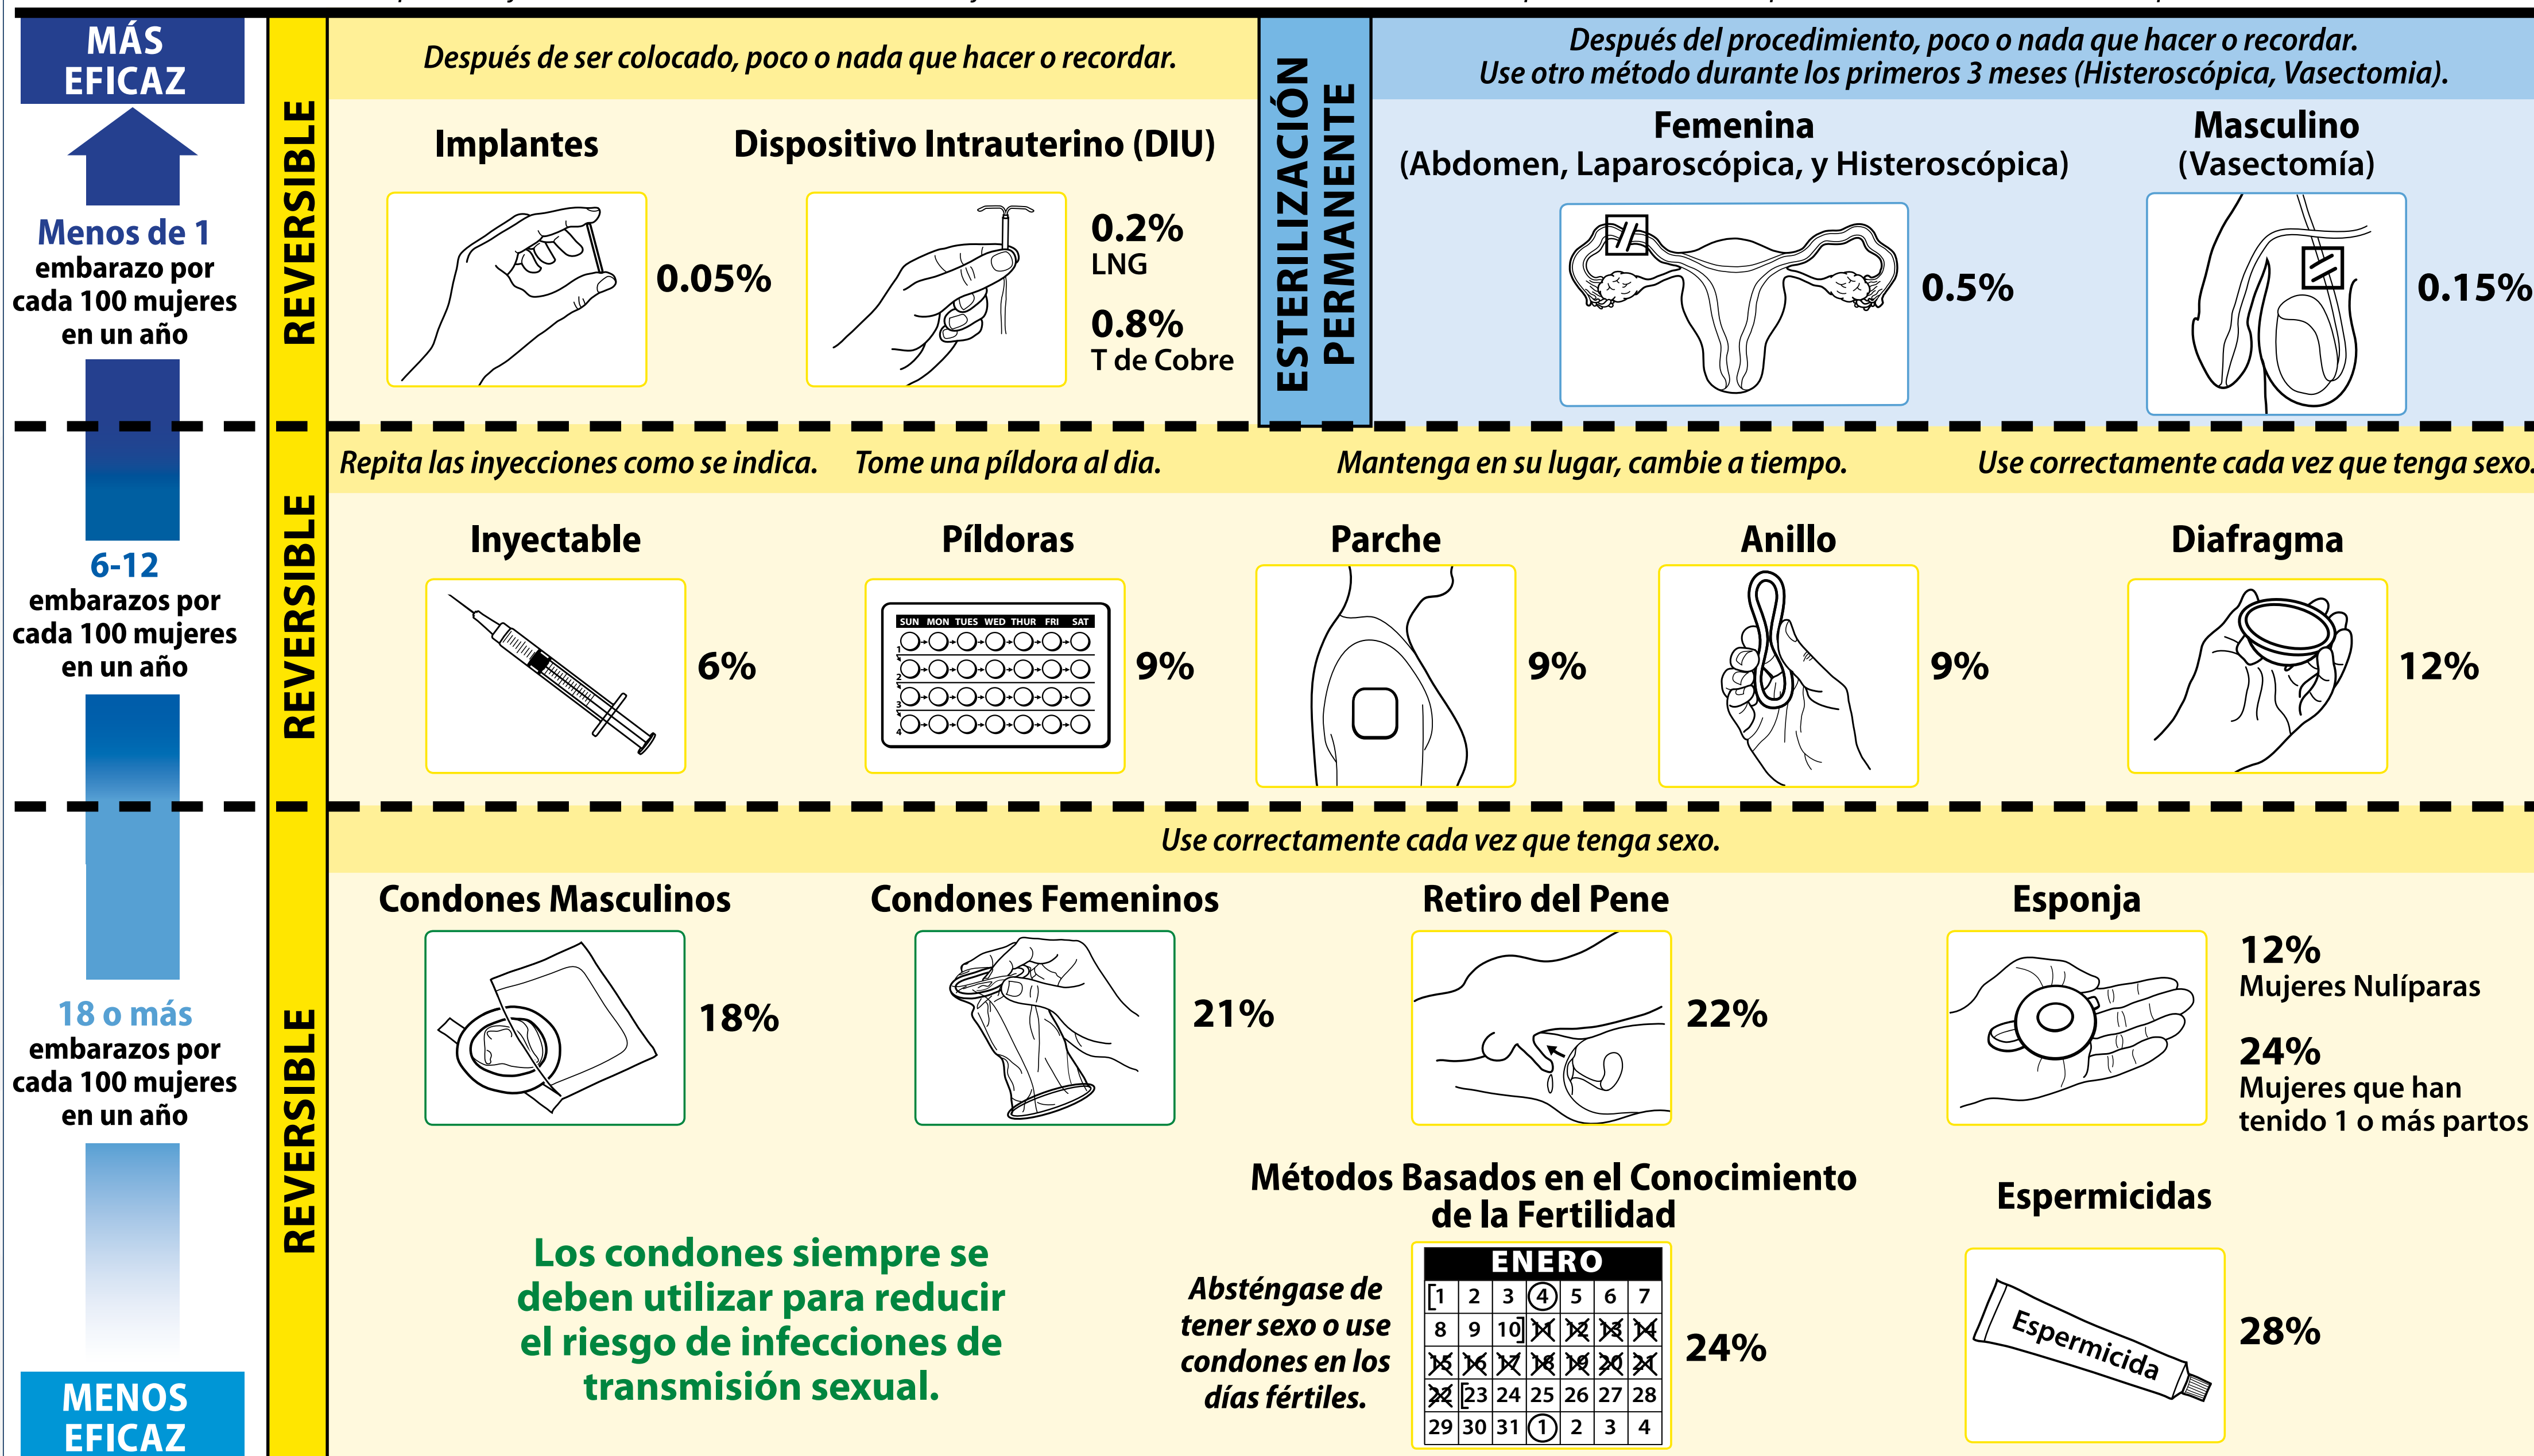 MÁS
EFICAZ
Menos de 1
embarazo por
cada 100 mujeres
en un año
6-12
embarazos por
cada 100 mujeres
en un año
18 o más
embarazos por
cada 100 mujeres
en un año
MENOS
EFICAZ
REVERSIBLE
Después de ser colocado, poco o nada que hacer o recordar.
Implantes
0.05%
Dispositivo Intrauterino (DIU)
0.2%
LNG
0.8%
T de Cobre
ESTERILIZACIÓN
PERMANENTE
Después del procedimiento, poco o nada que hacer o recordar.
Use otro método durante los primeros 3 meses (Histeroscópica, Vasectomia).
Femenina
(Abdomen, Laparoscópica, y Histeroscópica)
0.5%
Masculino
(Vasectomía)
0.15%
REVERSIBLE
Repita las inyecciones como se indica.
Tome una píldora al dia.
Mantenga en su lugar, cambie a tiempo.
Use correctamente cada vez que tenga sexo.
Inyectable
6%
Píldoras
SUN MON TUES WED THUR FRI SAT
1
2
3
4
9%
Parche
9%
Anillo
9%
Diafragma
12%
REVERSIBLE
Use correctamente cada vez que tenga sexo.
Condones Masculinos
18%
Condones Femeninos
21%
Retiro del Pene
22%
Esponja
12%
Mujeres Nulíparas
24%
Mujeres que han
tenido 1 o más partos
Los condones siempre se
deben utilizar para reducir
el riesgo de infecciones de
transmisión sexual.
Métodos Basados en el Conocimiento
de la Fertilidad
Absténgase de
tener sexo o use
condones en los
días fértiles.
ENERO
[1 2 3 4 5 6 7
8 9 10] 11 12 13 14
15 16 17 18 19 20 21
22 [23 24 25 26 27 28
29 30 31 1 2 3 4
24%
Espermicidas
Espermicida
28%